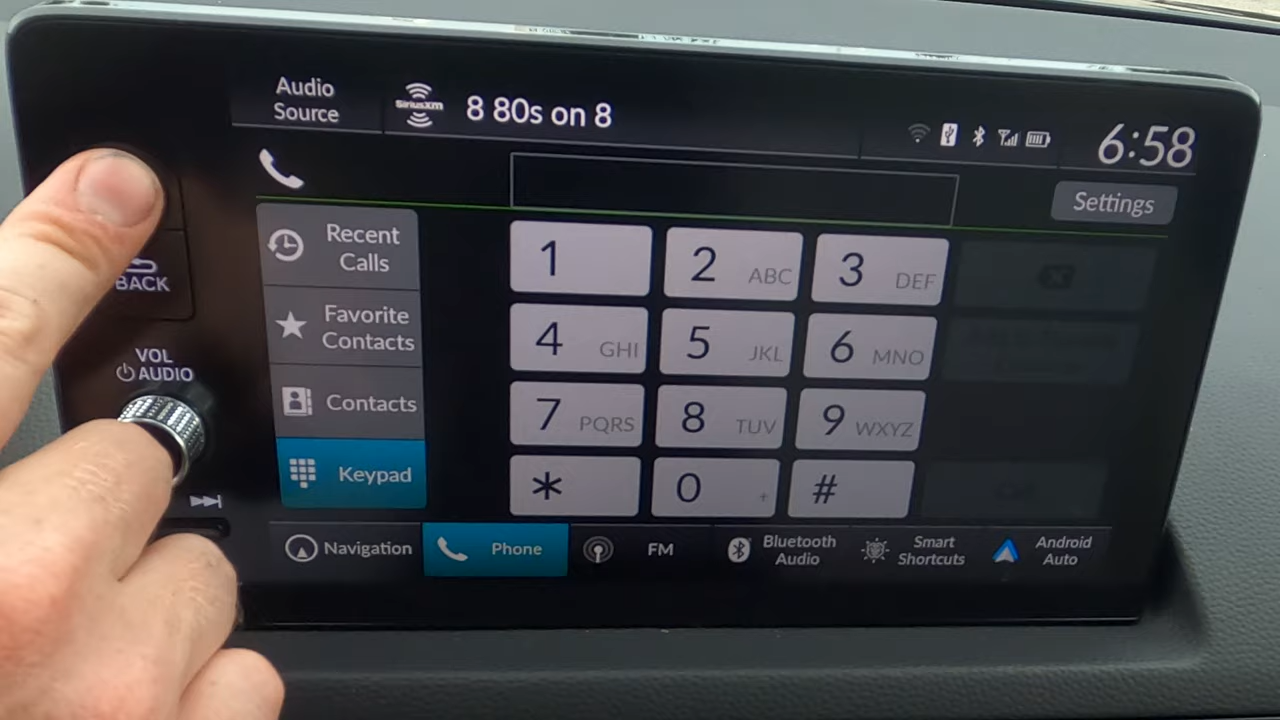 Audio
Source
SiriusXM
8 80s on 8
6:58
Settings
Recent
Calls
Favorite
Contacts
Contacts
Keypad
1
2 ABC
3 DEF
4 GHI
5 JKL
6 MNO
7 PQRS
8 TUV
9 WXYZ
*
0 +
#
BACK
VOL
AUDIO
Navigation
Phone
FM
Bluetooth
Audio
Smart
Shortcuts
Android
Auto